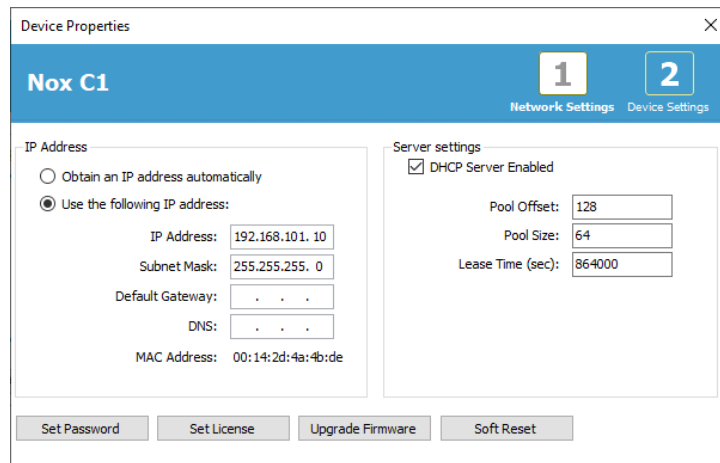 Device Properties
Nox C1
1
Network Settings
2
Device Settings
IP Address
Obtain an IP address automatically
Use the following IP address:
IP Address: 192.168.101. 10
Subnet Mask: 255.255.255. 0
Default Gateway: . . .
DNS: . . .
MAC Address: 00:14:2d:4a:4b:de
Server settings
DHCP Server Enabled
Pool Offset: 128
Pool Size: 64
Lease Time (sec): 864000
Set Password
Set License
Upgrade Firmware
Soft Reset